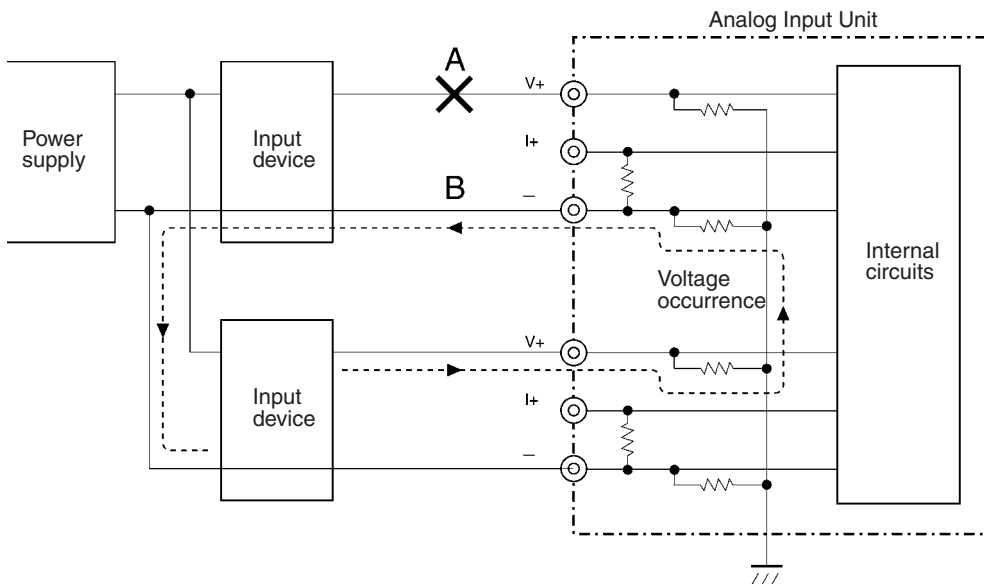 Analog Input Unit
A
V+
Power
supply
Input
device
I+
B
–
Internal
circuits
Voltage
occurrence
V+
Input
device
I+
–